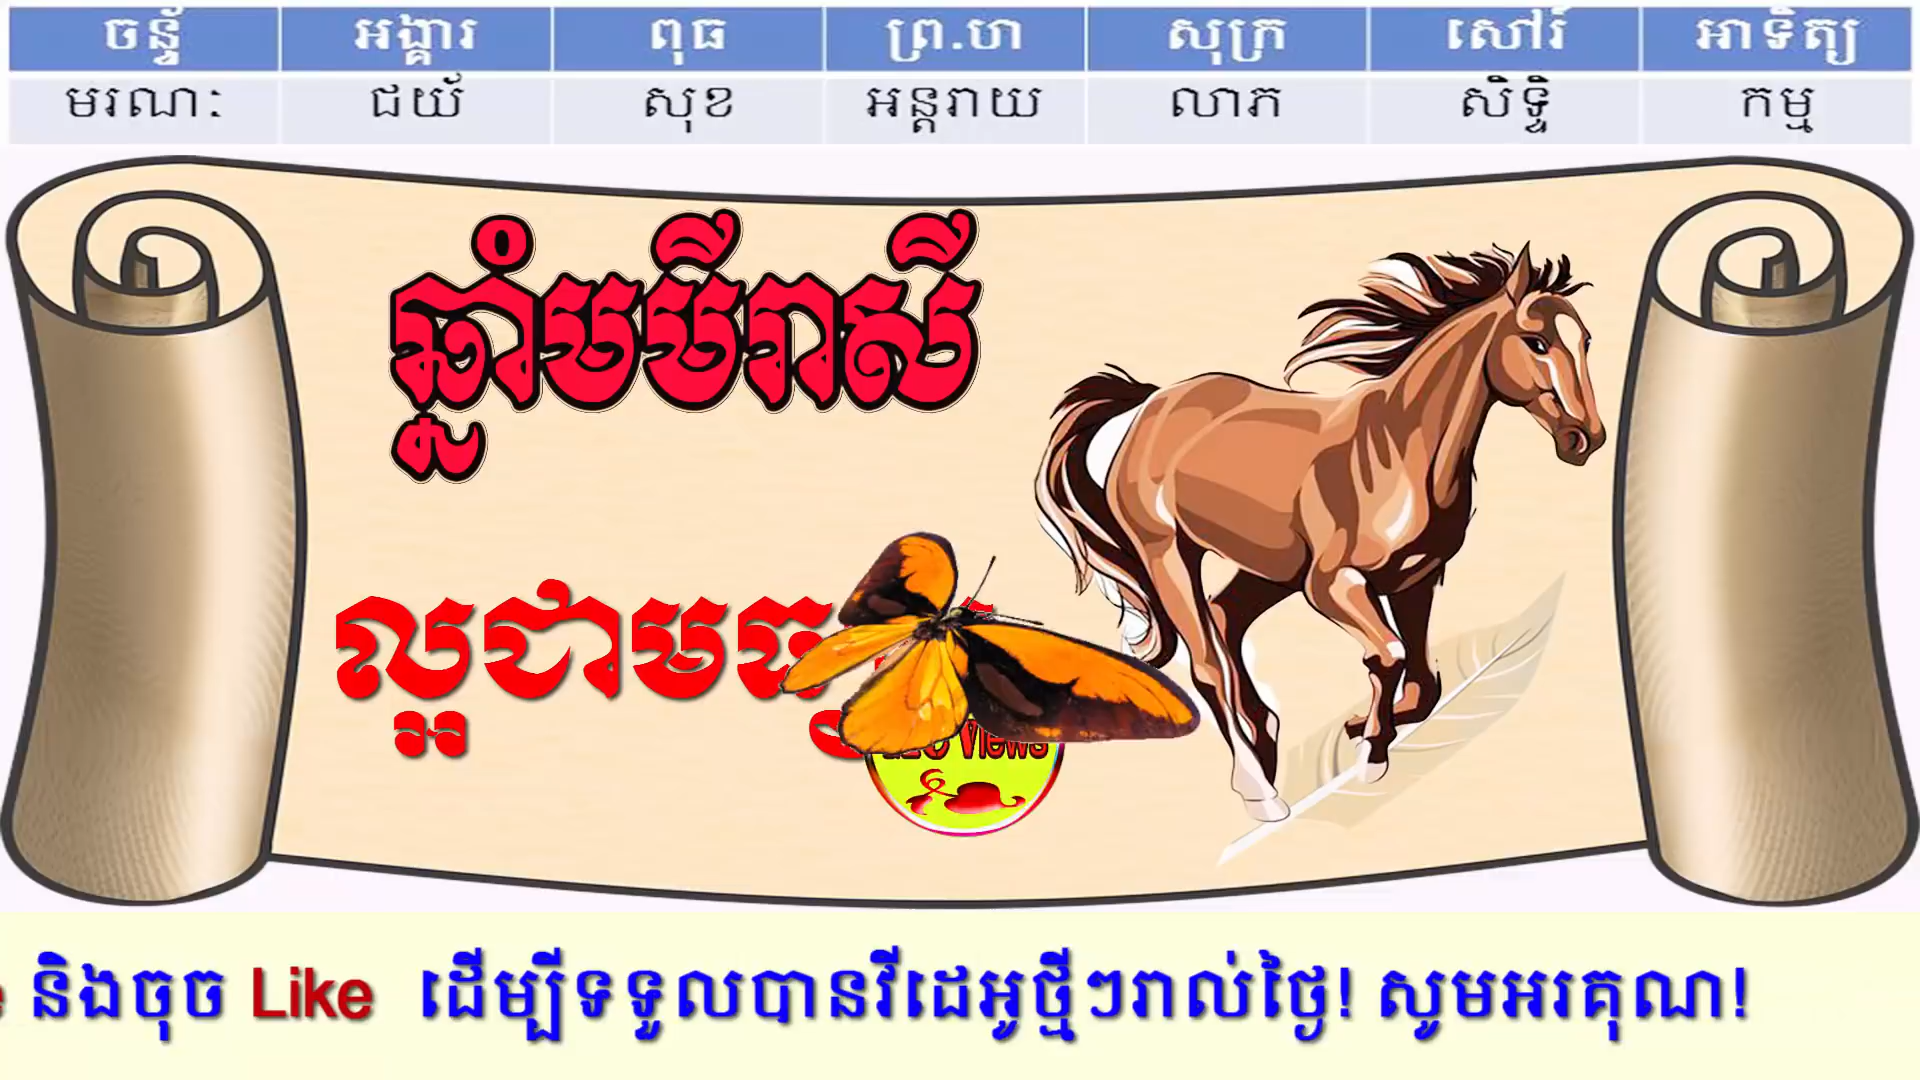 ចន្ទ័ អង្គារ ពុធ ព្រ.ហ សុក្រ សៅរ៍ អាទិត្យ
មរណៈ ជយ័ សុខ អន្តរាយ លាភ សិទ្ធិ កម្ម
ឆ្នាំមមីរាសី
ល្អជាមធ្យ
Views
និងចុច Like ដើម្បីទទួលបានវីដេអូថ្មីៗរាល់ថ្ងៃ! សូមអរគុណ!